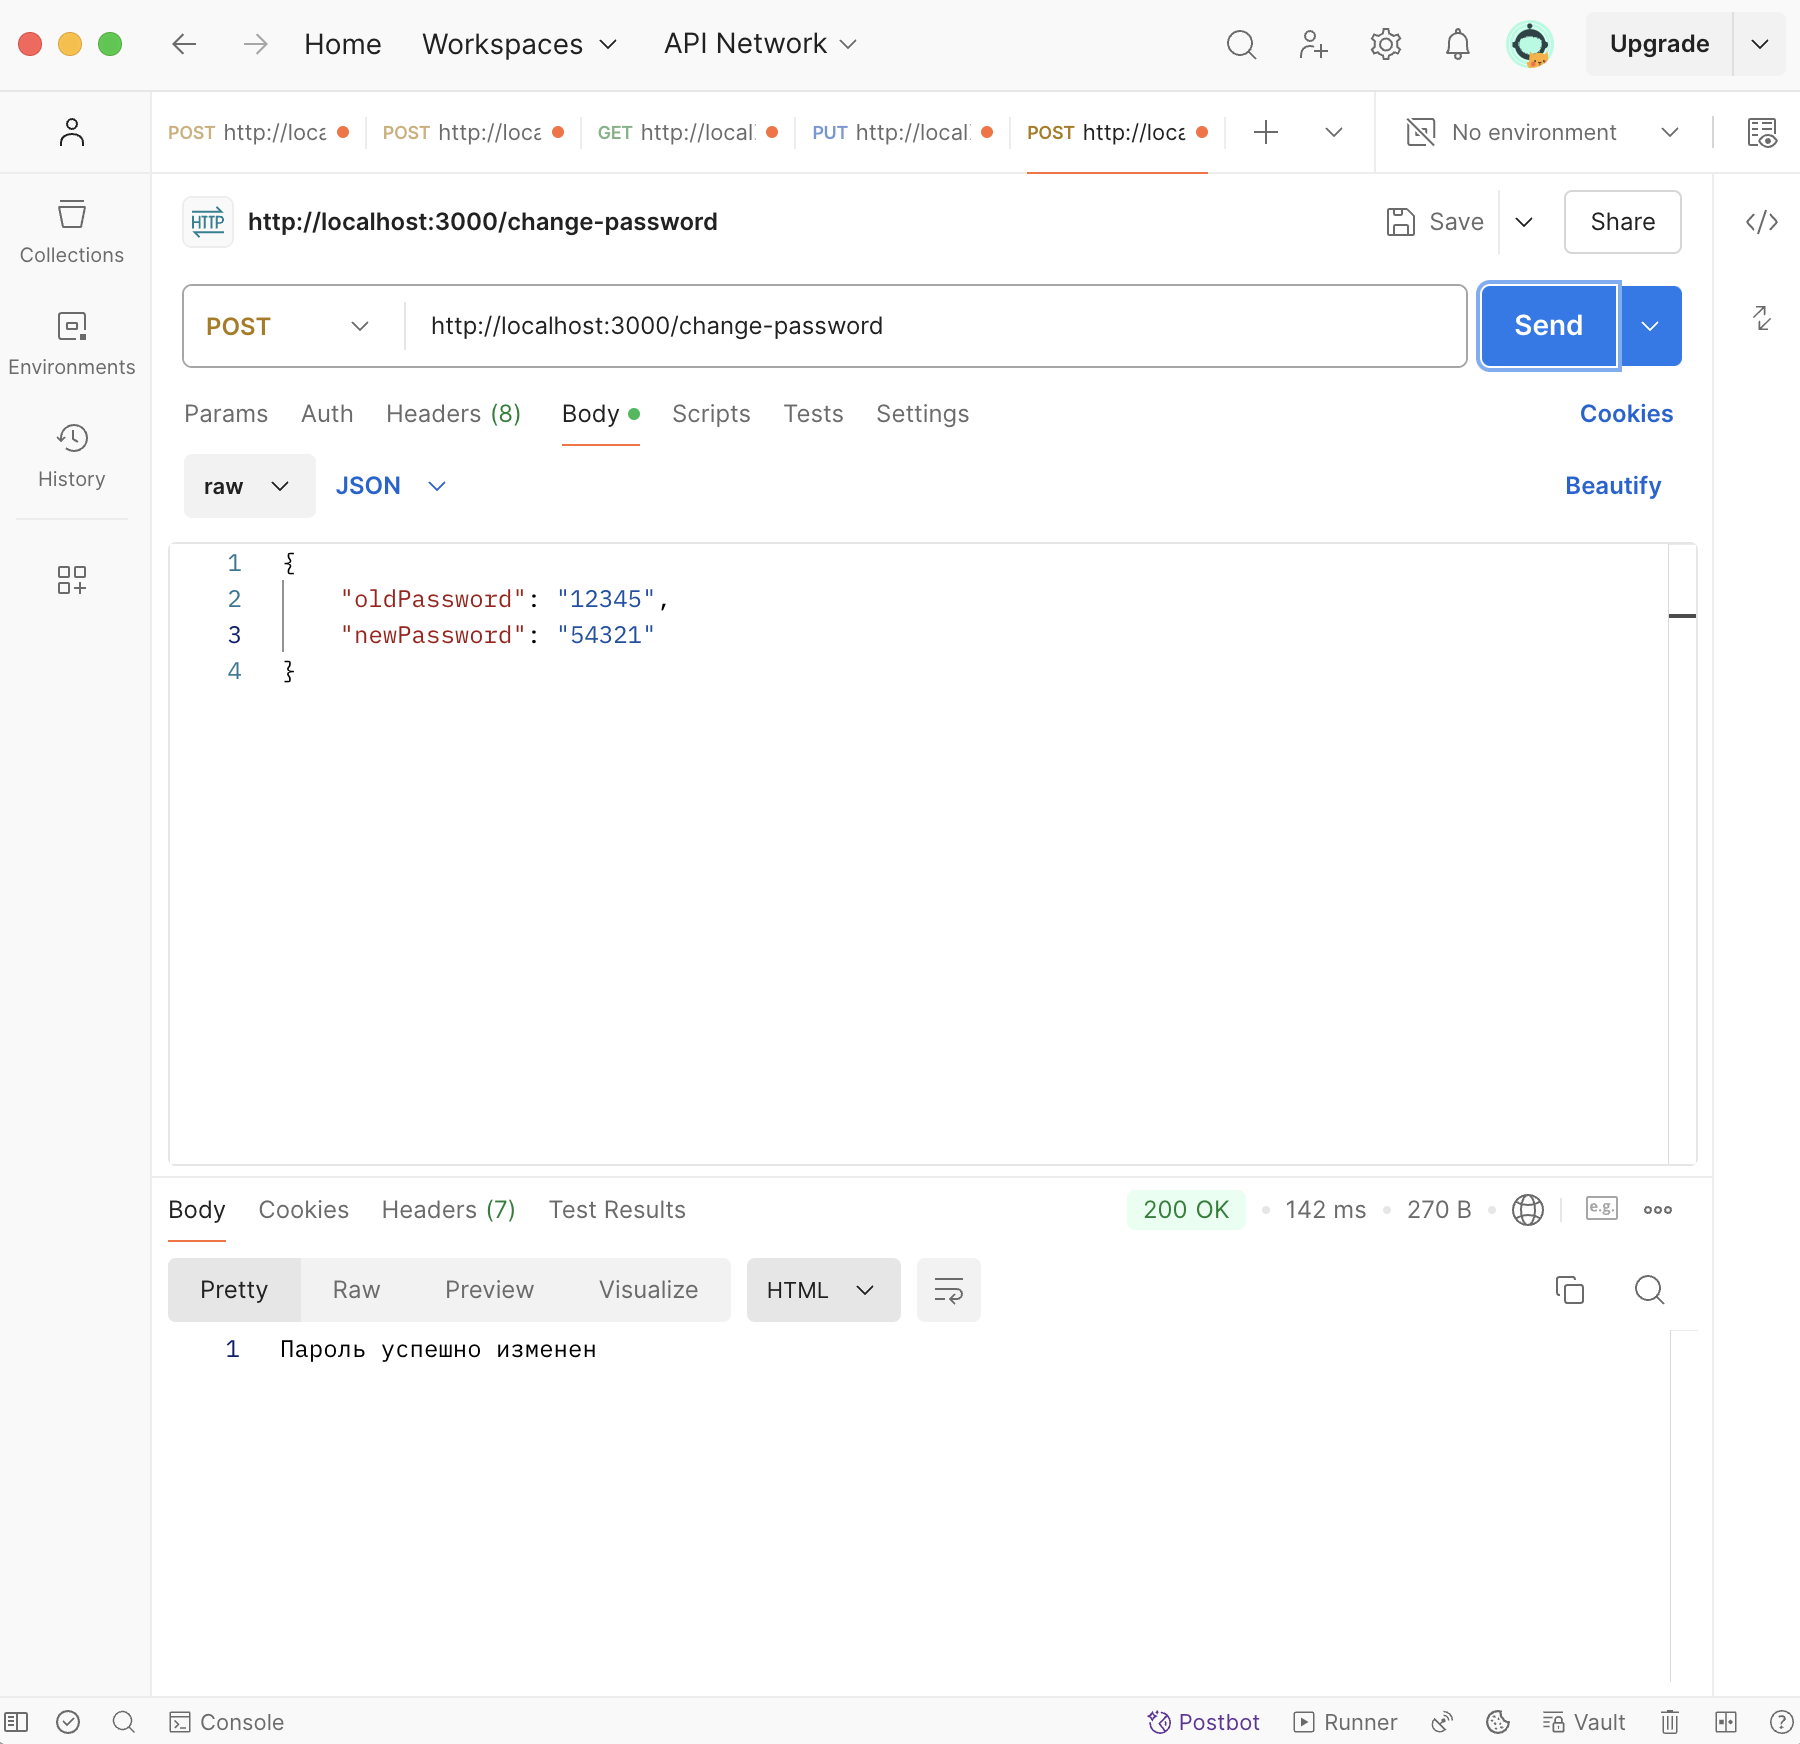 Home Workspaces API Network Upgrade
POST http://loca POST http://loca GET http://local PUT http://local POST http://loca No environment
HTTP http://localhost:3000/change-password Save Share
Collections
Environments
History
POST http://localhost:3000/change-password Send
Params Auth Headers (8) Body Scripts Tests Settings Cookies
raw JSON Beautify
1 {
2 "oldPassword": "12345",
3 "newPassword": "54321"
4 }
Body Cookies Headers (7) Test Results 200 OK 142 ms 270 B e.g.
Pretty Raw Preview Visualize HTML
1 Пароль успешно изменен
Console Postbot Runner Vault